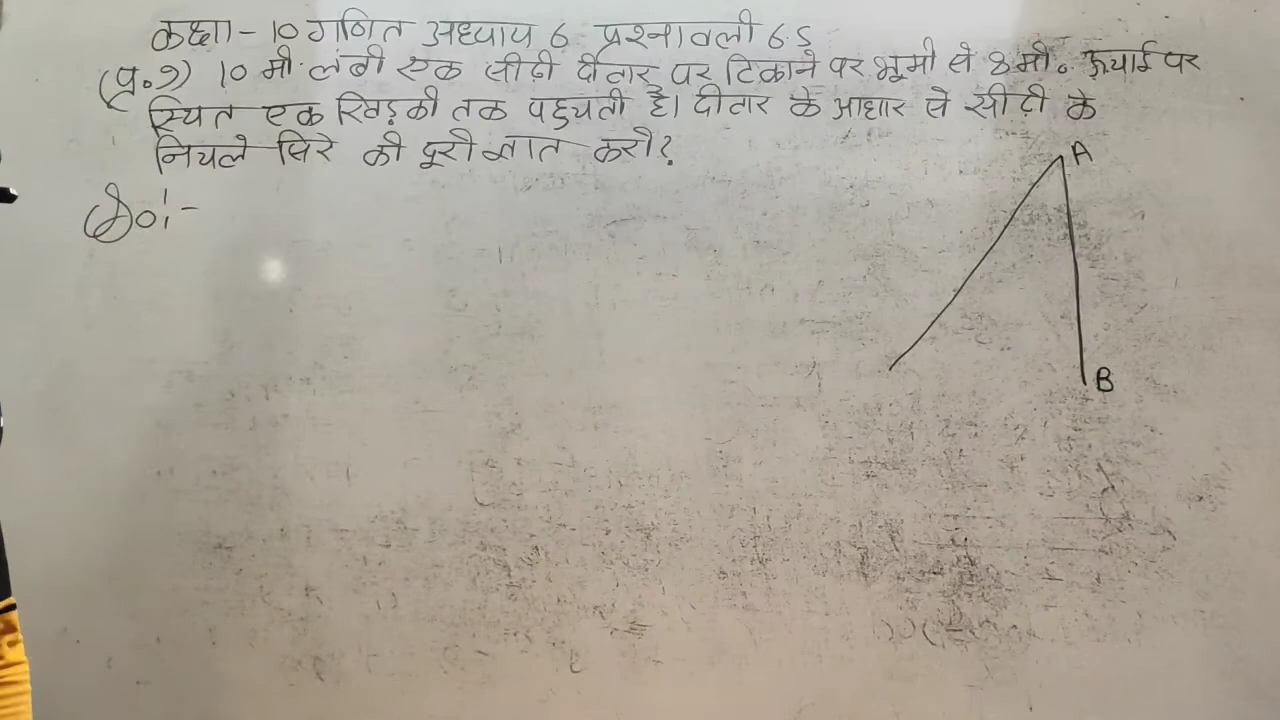 कक्षा - 10 गणित अध्याय 6 प्रश्नावली 6.5
(प्र. 9) 10 मी. लंबी एक सीढ़ी दीवार पर टिकाने पर भूमी से 8 मी. ऊचाई पर
स्थित एक खिड़की तक पहुचती है। दीवार के आधार से सीढ़ी के
निचले सिरे की दूरी ज्ञात करो?
A
Sol:-
B